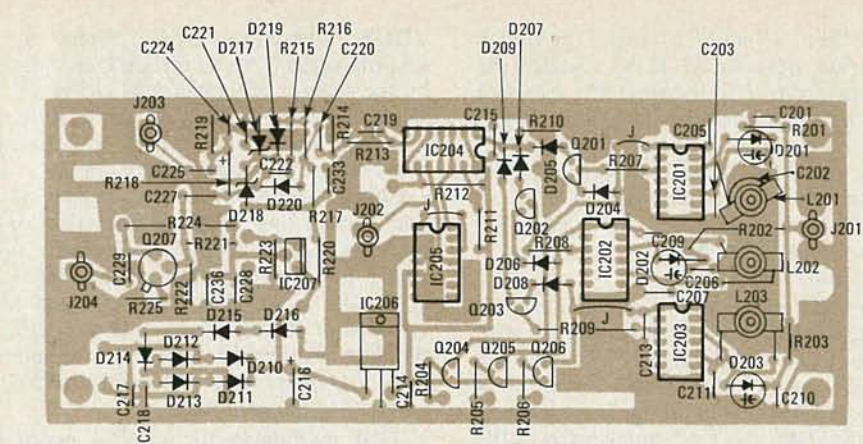 D219 R216
C221 R215 D207
C224 D217 C220 D209 C203
J203
R219 R214 C219 C215 R210 Q201 J C205 C201 R201
R213 IC204 D201
C225 C222 C233 D205 R207 IC201 C202
R218 D220 R212 L201
C227 D218 R217 J202 J Q202 D204
R224 R211 R208 R202 J201
Q207 R221 R223 R220 IC205 IC202 C209
C229 IC207 D206 D202 L202
J204 R225 R222 C236 C228 D208 C206
IC206 Q203 C207 L203
D215 D216 R209 J C213 IC203 R203
D214 D212 D210 Q204 Q205 Q206
D213 D211 C216 C214 R204 D203
C217 C218 R205 R206 C211 C210